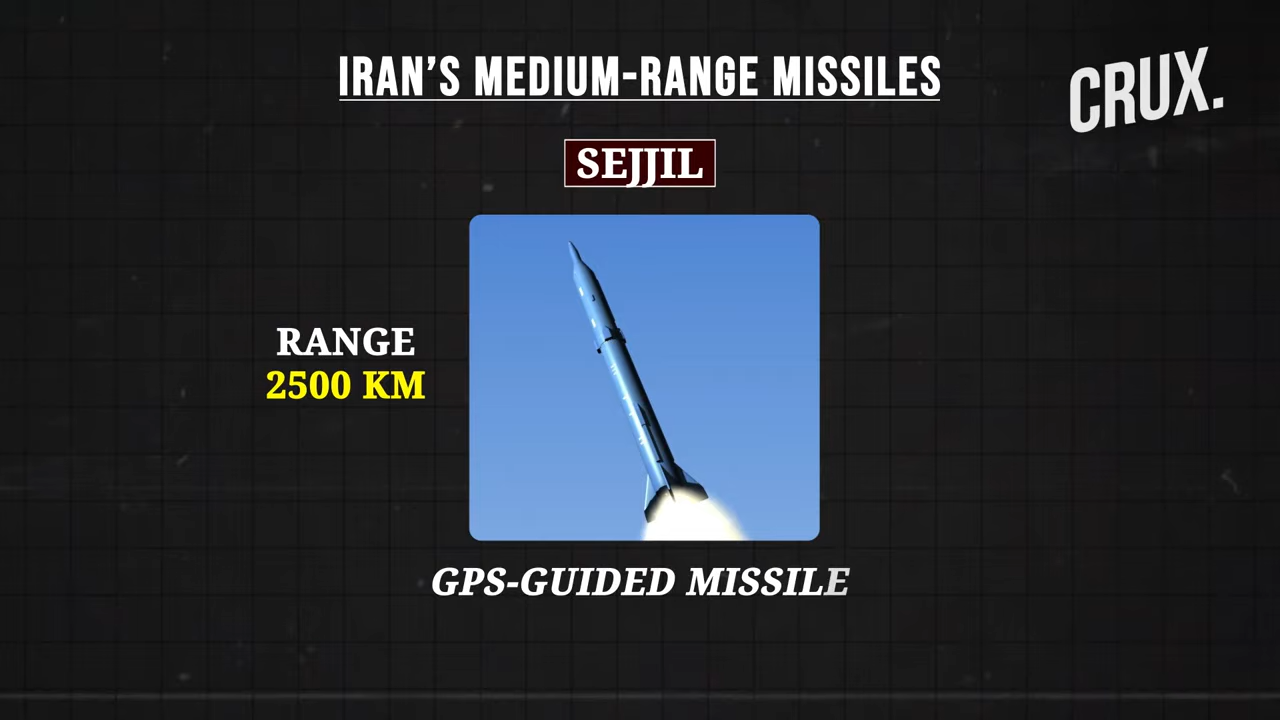 IRAN'S MEDIUM-RANGE MISSILES
CRUX.
SEJJIL
RANGE
2500 KM
GPS-GUIDED MISSILE